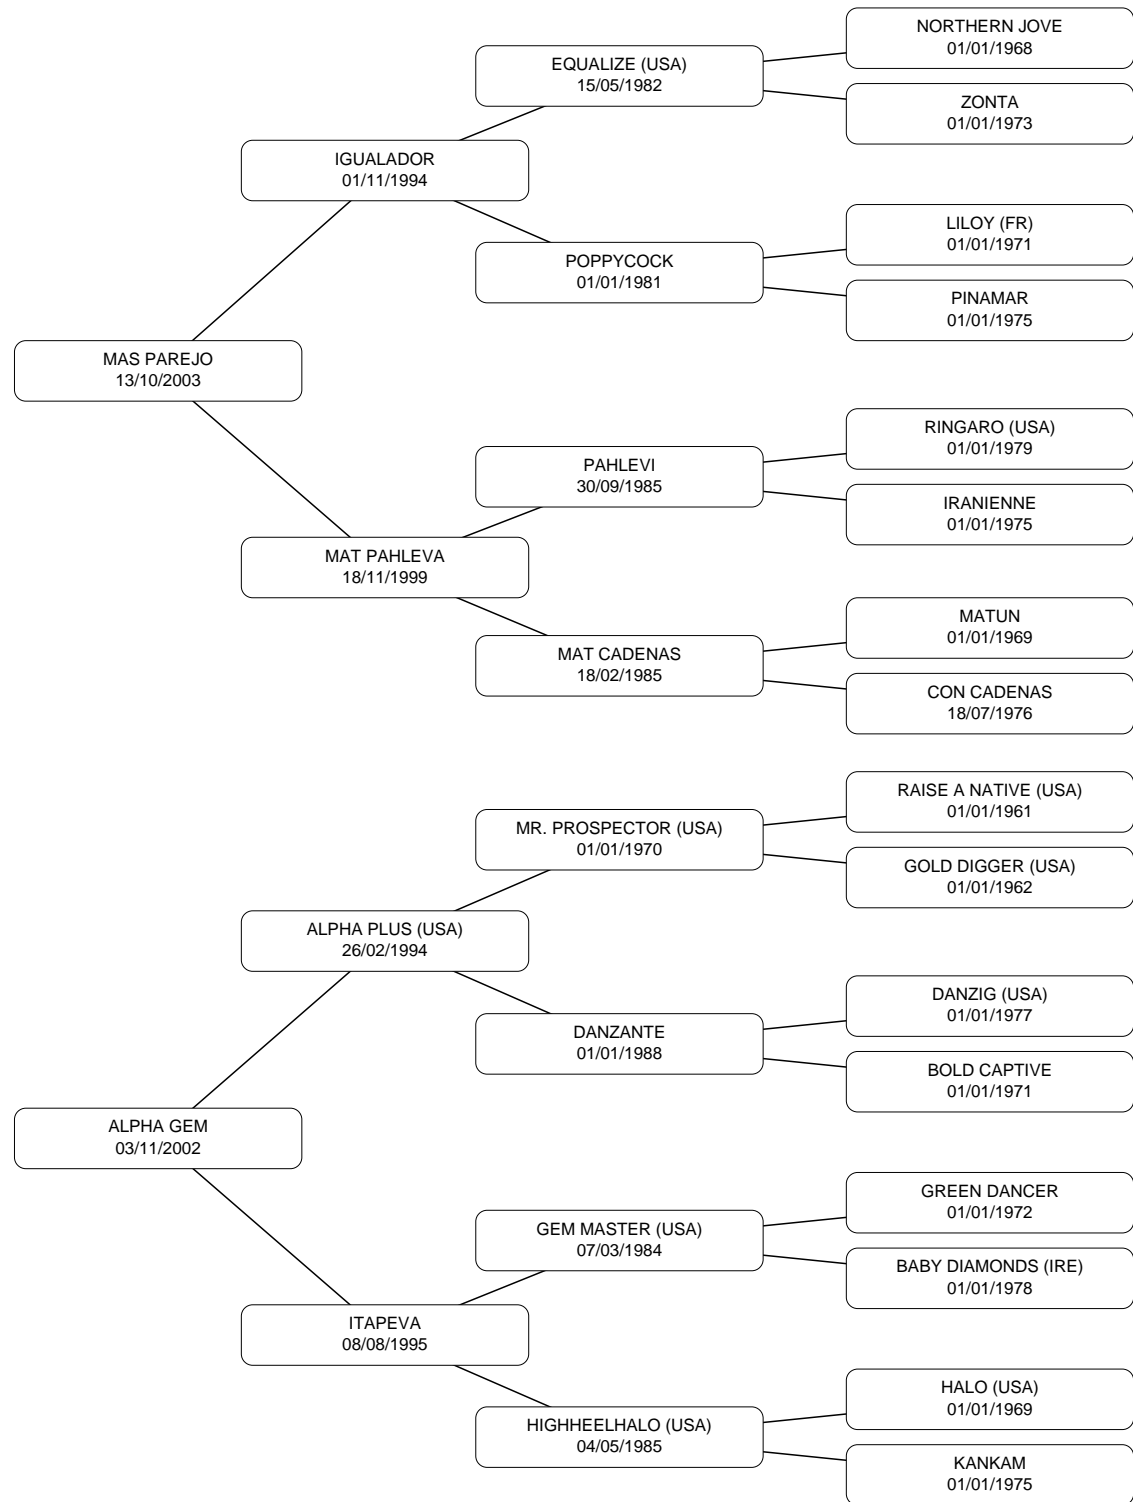 NORTHERN JOVE
01/01/1968
EQUALIZE (USA)
15/05/1982
ZONTA
01/01/1973
IGUALADOR
01/11/1994
LILOY (FR)
01/01/1971
POPPYCOCK
01/01/1981
PINAMAR
01/01/1975
MAS PAREJO
13/10/2003
RINGARO (USA)
01/01/1979
PAHLEVI
30/09/1985
IRANIENNE
01/01/1975
MAT PAHLEVA
18/11/1999
MATUN
01/01/1969
MAT CADENAS
18/02/1985
CON CADENAS
18/07/1976
RAISE A NATIVE (USA)
01/01/1961
MR. PROSPECTOR (USA)
01/01/1970
GOLD DIGGER (USA)
01/01/1962
ALPHA PLUS (USA)
26/02/1994
DANZIG (USA)
01/01/1977
DANZANTE
01/01/1988
BOLD CAPTIVE
01/01/1971
ALPHA GEM
03/11/2002
GREEN DANCER
01/01/1972
GEM MASTER (USA)
07/03/1984
BABY DIAMONDS (IRE)
01/01/1978
ITAPEVA
08/08/1995
HALO (USA)
01/01/1969
HIGHHEELHALO (USA)
04/05/1985
KANKAM
01/01/1975